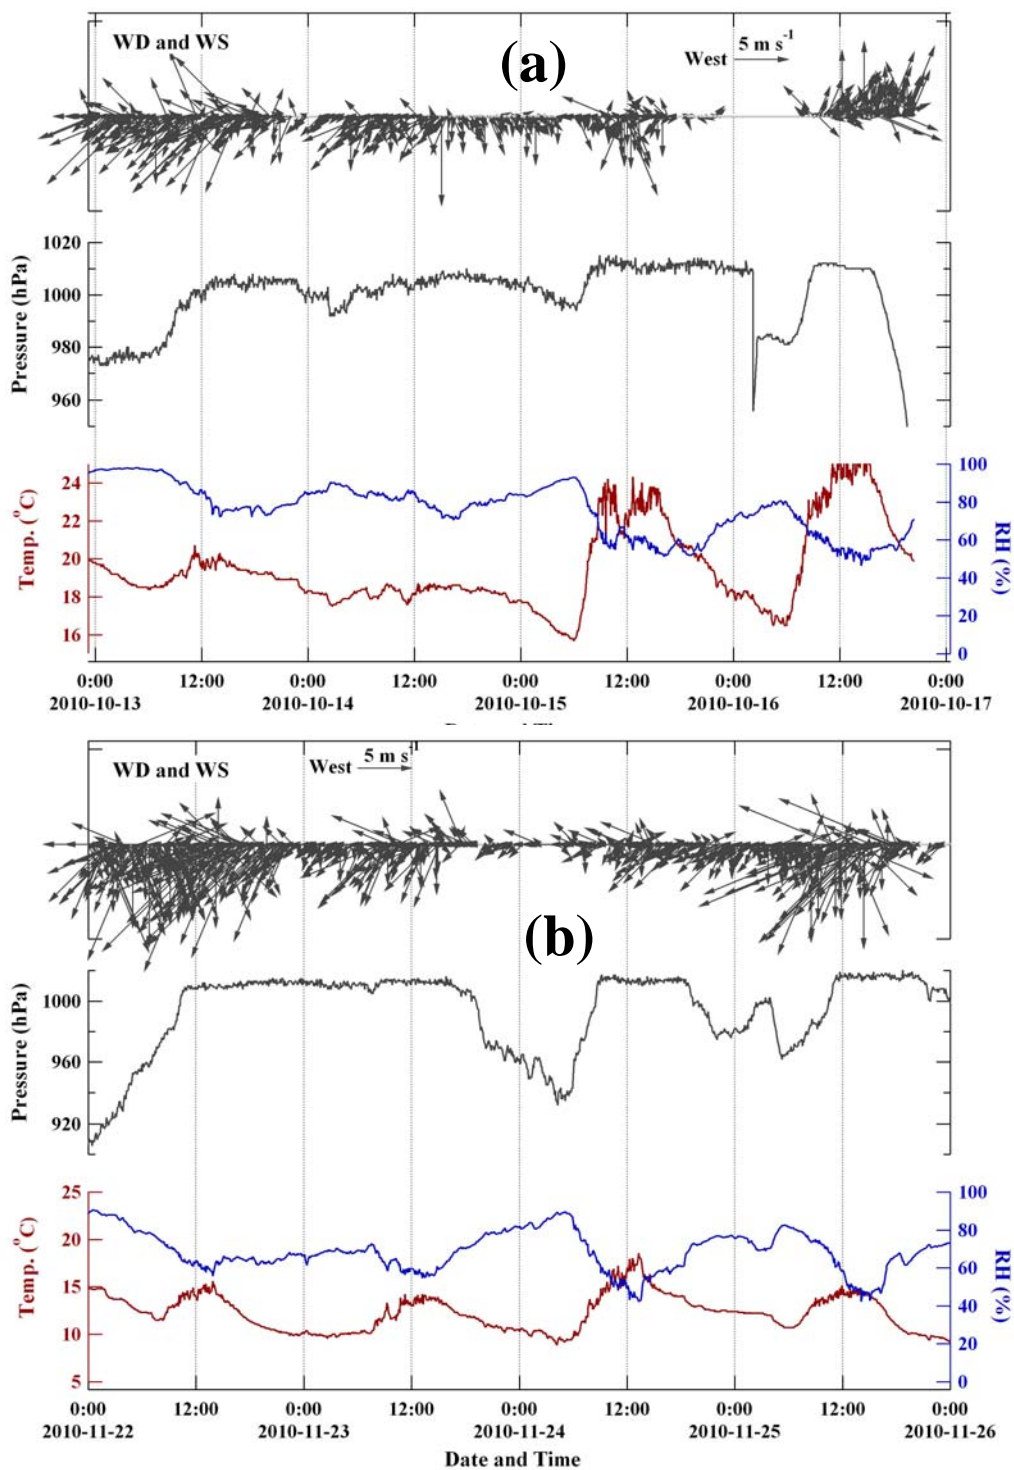 WD and WS
(a)
West
5 m s-1
Pressure (hPa)
1020
1000
980
960
Temp. (°C)
24
22
20
18
16
RH (%)
100
80
60
40
20
0
0:00 12:00 0:00 12:00 0:00 12:00 0:00 12:00 0:00
2010-10-13 2010-10-14 2010-10-15 2010-10-16 2010-10-17
WD and WS
West
5 m s-1
(b)
Pressure (hPa)
1000
960
920
Temp. (°C)
25
20
15
10
5
RH (%)
100
80
60
40
20
0
0:00 12:00 0:00 12:00 0:00 12:00 0:00 12:00 0:00
2010-11-22 2010-11-23 2010-11-24 2010-11-25 2010-11-26
Date and Time